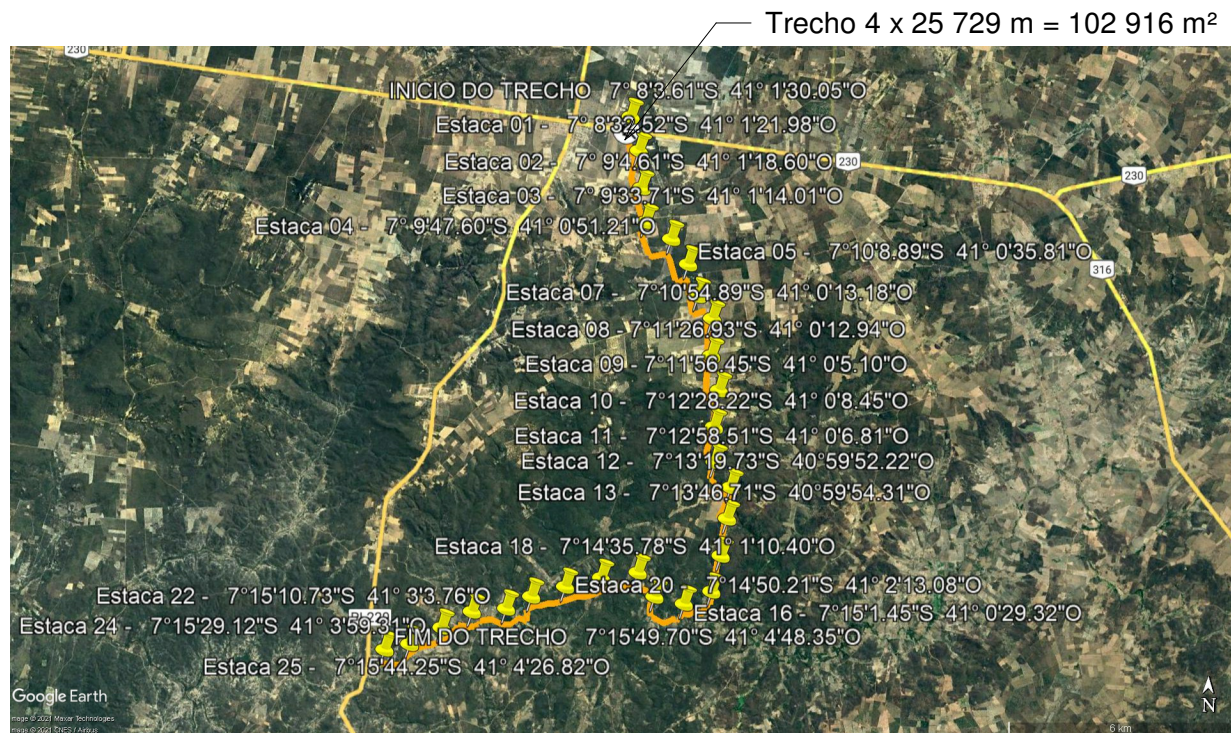 Trecho 4 x 25 729 m = 102 916 m²
230
INICIO DO TRECHO 7° 8'3.61"S 41° 1'30.05"O
Estaca 01 - 7° 8'32.52"S 41° 1'21.98"O
Estaca 02 - 7° 9'4.61"S 41° 1'18.60"O
230
230
Estaca 03 - 7° 9'33.71"S 41° 1'14.01"O
Estaca 04 - 7° 9'47.60"S 41° 0'51.21"O
Estaca 05 - 7°10'8.89"S 41° 0'35.81"O
316
Estaca 07 - 7°10'54.89"S 41° 0'13.18"O
Estaca 08 - 7°11'26.93"S 41° 0'12.94"O
Estaca 09 - 7°11'56.45"S 41° 0'5.10"O
Estaca 10 - 7°12'28.22"S 41° 0'8.45"O
Estaca 11 - 7°12'58.51"S 41° 0'6.81"O
Estaca 12 - 7°13'19.73"S 40°59'52.22"O
Estaca 13 - 7°13'46.71"S 40°59'54.31"O
Estaca 18 - 7°14'35.78"S 41° 1'10.40"O
Estaca 20 - 7°14'50.21"S 41° 2'13.08"O
Estaca 22 - 7°15'10.73"S 41° 3'3.76"O
Estaca 16 - 7°15'1.45"S 41° 0'29.32"O
Estaca 24 - 7°15'29.12"S 41° 3'59.31"O
FIM DO TRECHO 7°15'49.70"S 41° 4'48.35"O
Estaca 25 - 7°15'44.25"S 41° 4'26.82"O
Google Earth
© 2021 Maxar Technologies
© 2021 CNES / Airbus
N
6 km